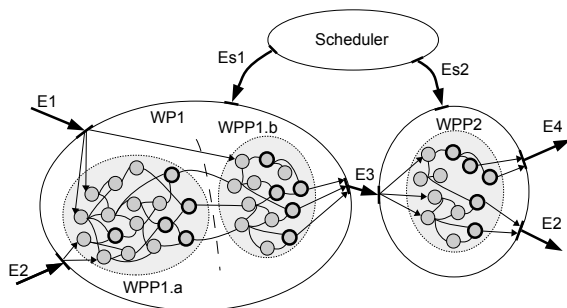 Scheduler
Es1
Es2
E1
WP1
WPP1.b
WPP2
E4
E3
E2
E2
WPP1.a